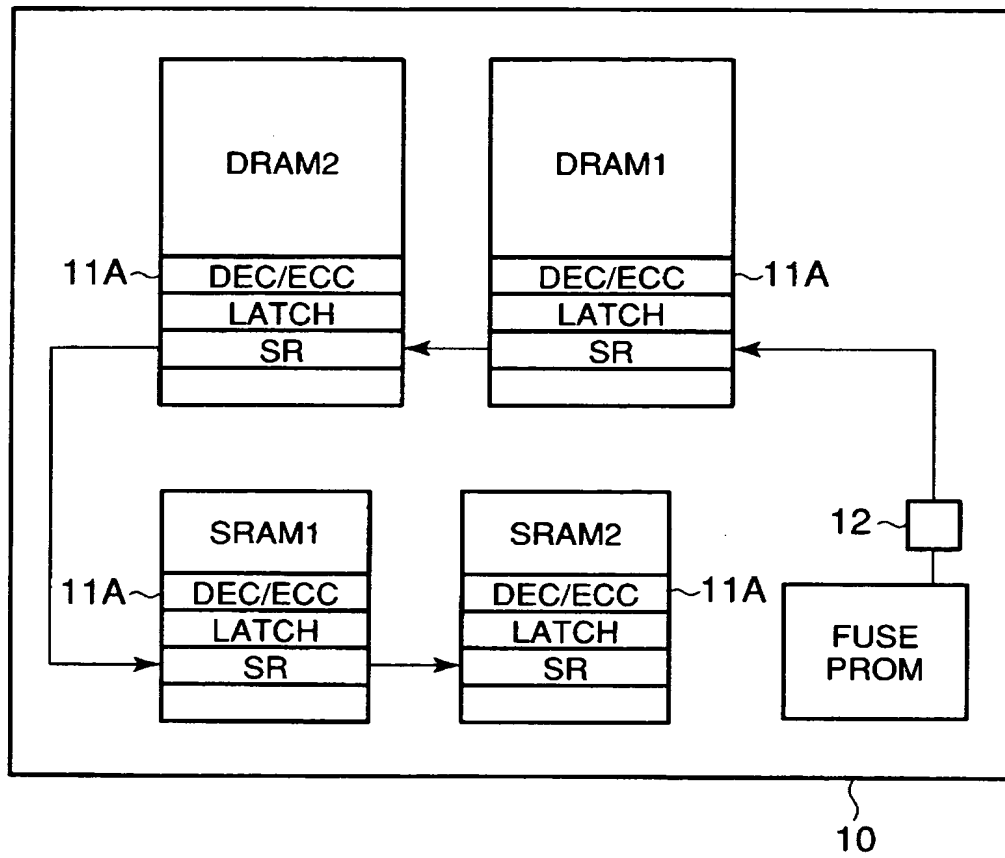 DRAM2
DRAM1
11A
DEC/ECC
DEC/ECC
11A
LATCH
LATCH
SR
SR
SRAM1
SRAM2
12
11A
DEC/ECC
DEC/ECC
11A
LATCH
LATCH
FUSE
PROM
SR
SR
10